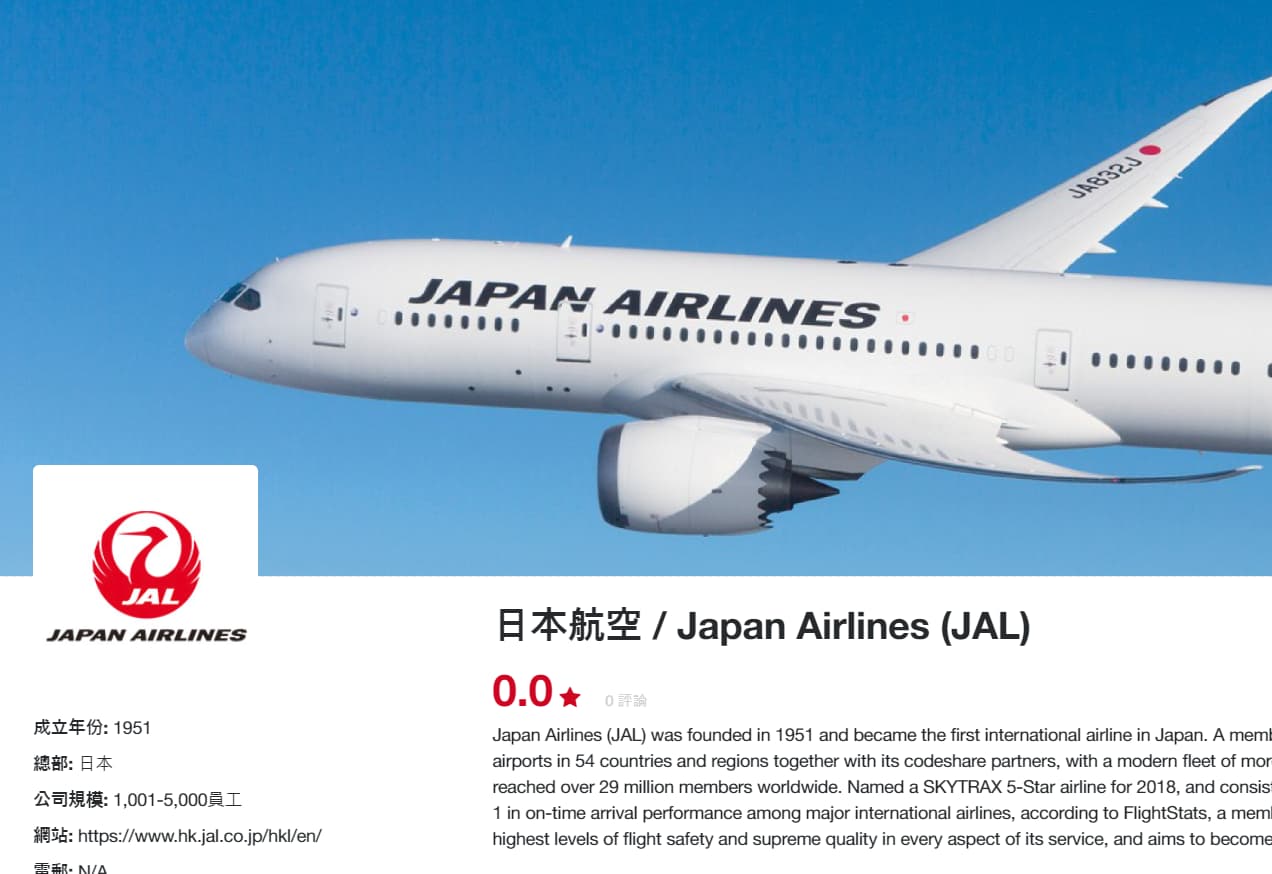 JAPAN AIRLINES
JA832J
JAL
JAPAN AIRLINES
日本航空 / Japan Airlines (JAL)
0.0
0 評論
成立年份: 1951
總部: 日本
公司規模: 1,001-5,000員工
網站: https://www.hk.jal.co.jp/hkl/en/
電郵: N/A
Japan Airlines (JAL) was founded in 1951 and became the first international airline in Japan. A
airports in 54 countries and regions together with its codeshare partners, with a modern fleet of
reached over 29 million members worldwide. Named a SKYTRAX 5-Star airline for 2018, and
1 in on-time arrival performance among major international airlines, according to FlightStats, a
highest levels of flight safety and supreme quality in every aspect of its service, and aims to become